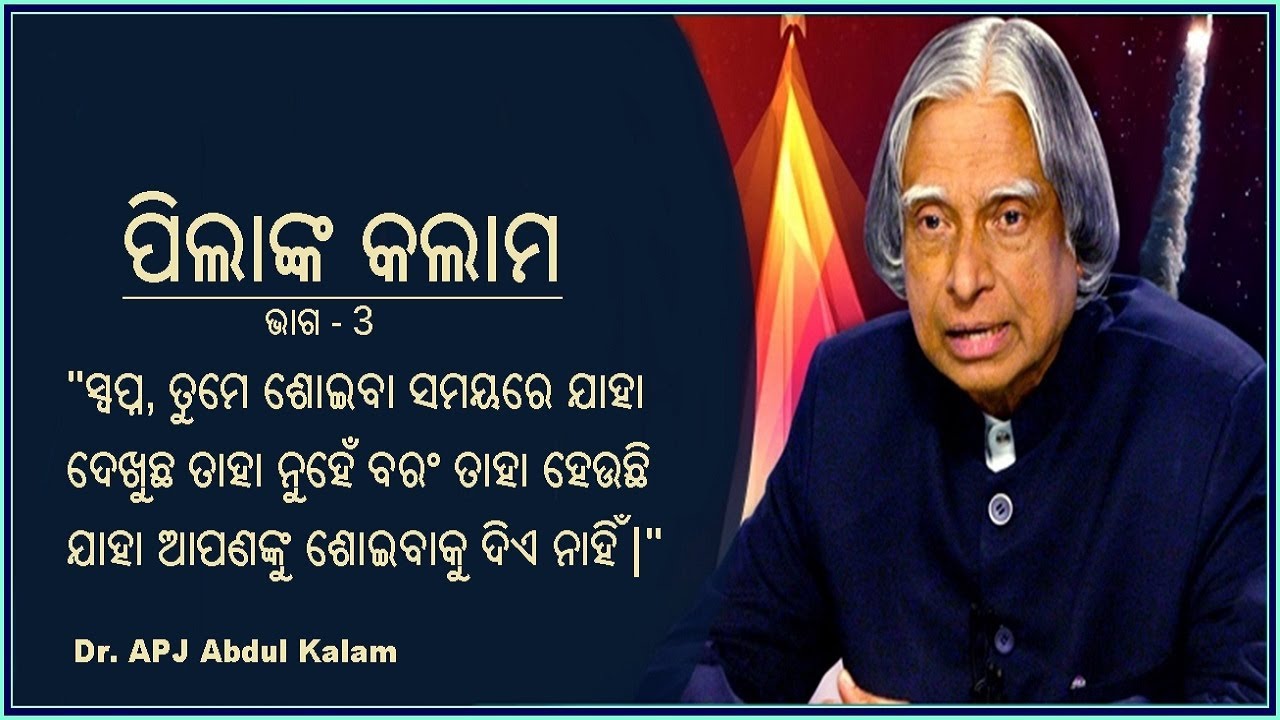 ପିଲାଙ୍କ କଲାମ
ଭାଗ - 3
"ସ୍ୱପ୍ନ, ତୁମେ ଶୋଇବା ସମୟରେ ଯାହା
ଦେଖୁଛ ତାହା ନୁହେଁ ବରଂ ତାହା ହେଉଛି
ଯାହା ଆପଣଙ୍କୁ ଶୋଇବାକୁ ଦିଏ ନାହିଁ |"
Dr. APJ Abdul Kalam